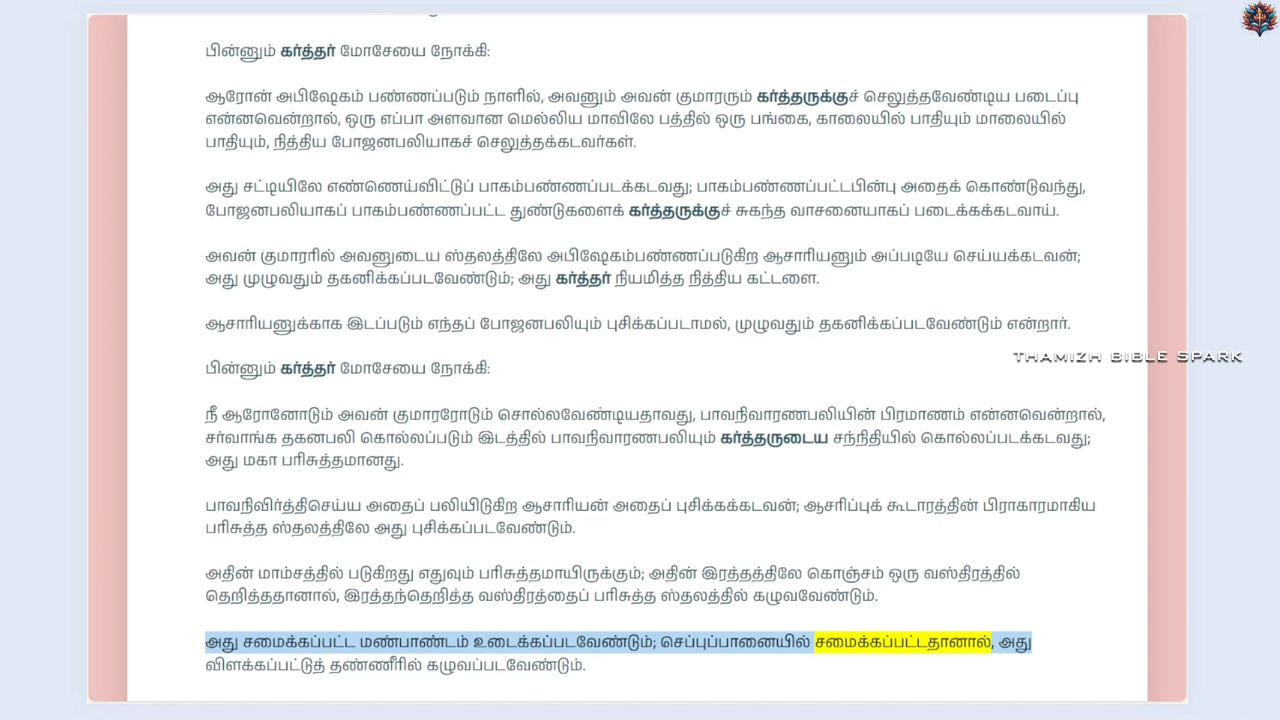 பின்னும் கர்த்தர் மோசேயை நோக்கி:
ஆரோன் அபிஷேகம் பண்ணப்படும் நாளில், அவனும் அவன் குமாரரும் கர்த்தருக்குச் செலுத்தவேண்டிய படைப்பு
என்னவென்றால், ஒரு எப்பா அளவான மெல்லிய மாவிலே பத்தில் ஒரு பங்கை, காலையில் பாதியும் மாலையில்
பாதியும், நித்திய போஜனபலியாகச் செலுத்தக்கடவர்கள்.
அது சட்டியிலே எண்ணெய்விட்டுப் பாகம்பண்ணப்படக்கடவது; பாகம்பண்ணப்பட்டபின்பு அதைக் கொண்டுவந்து,
போஜனபலியாகப் பாகம்பண்ணப்பட்ட துண்டுகளைக் கர்த்தருக்குச் சுகந்த வாசனையாகப் படைக்கக்கடவாய்.
அவன் குமாரரில் அவனுடைய ஸ்தலத்திலே அபிஷேகம்பண்ணப்படுகிற ஆசாரியனும் அப்படியே செய்யக்கடவன்;
அது முழுவதும் தகனிக்கப்படவேண்டும்; அது கர்த்தர் நியமித்த நித்திய கட்டளை.
ஆசாரியனுக்காக இடப்படும் எந்தப் போஜனபலியும் புசிக்கப்படாமல், முழுவதும் தகனிக்கப்படவேண்டும் என்றார்.
THAMIZH BIBLE SPARK
பின்னும் கர்த்தர் மோசேயை நோக்கி:
நீ ஆரோனோடும் அவன் குமாரரோடும் சொல்லவேண்டியதாவது, பாவநிவாரணபலியின் பிரமாணம் என்னவென்றால்,
சர்வாங்க தகனபலி கொல்லப்படும் இடத்தில் பாவநிவாரணபலியும் கர்த்தருடைய சந்நிதியில் கொல்லப்படக்கடவது;
அது மகா பரிசுத்தமானது.
பாவநிவிர்த்திசெய்ய அதைப் பலியிடுகிற ஆசாரியன் அதைப் புசிக்கக்கடவன்; ஆசரிப்புக் கூடாரத்தின் பிராகாரமாகிய
பரிசுத்த ஸ்தலத்திலே அது புசிக்கப்படவேண்டும்.
அதின் மாம்சத்தில் படுகிறது எதுவும் பரிசுத்தமாயிருக்கும்; அதின் இரத்தத்திலே கொஞ்சம் ஒரு வஸ்திரத்தில்
தெறித்ததானால், இரத்தந்தெறித்த வஸ்திரத்தைப் பரிசுத்த ஸ்தலத்தில் கழுவவேண்டும்.
அது சமைக்கப்பட்ட மண்பாண்டம் உடைக்கப்படவேண்டும்; செப்புப்பானையில் சமைக்கப்பட்டதானால், அது
விளக்கப்பட்டுத் தண்ணீரில் கழுவப்படவேண்டும்.